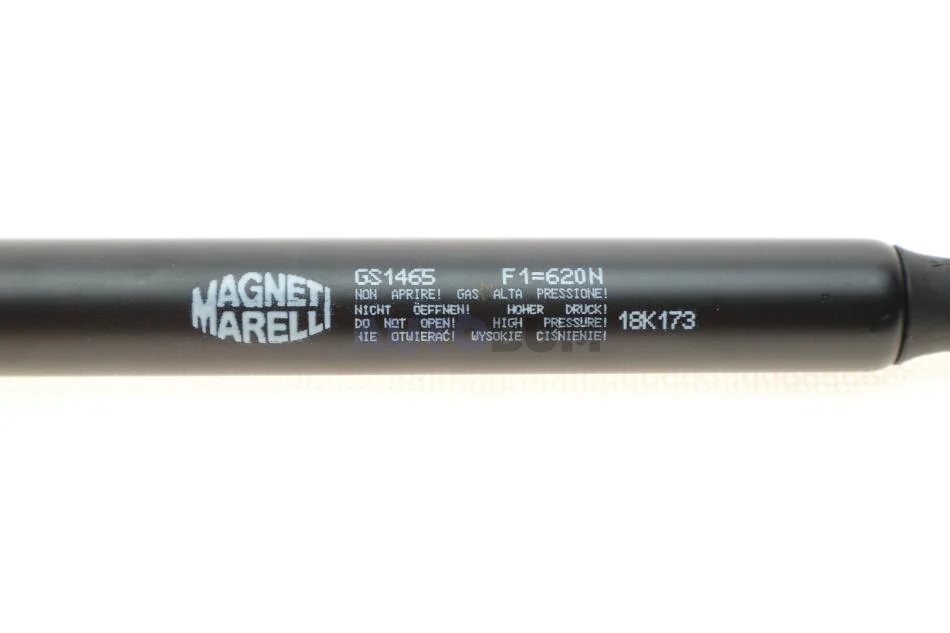 MAGNETI
MARELLI
GS1465 F1=620N
NON APRIRE! GAS ALTA PRESSIONE!
NICHT ÖEFFNEN! HOHER DRUCK!
DO NOT OPEN! HIGH PRESSURE!
NIE OTWIERAĆ! WYSOKIE CIŚNIENIE!
18K173